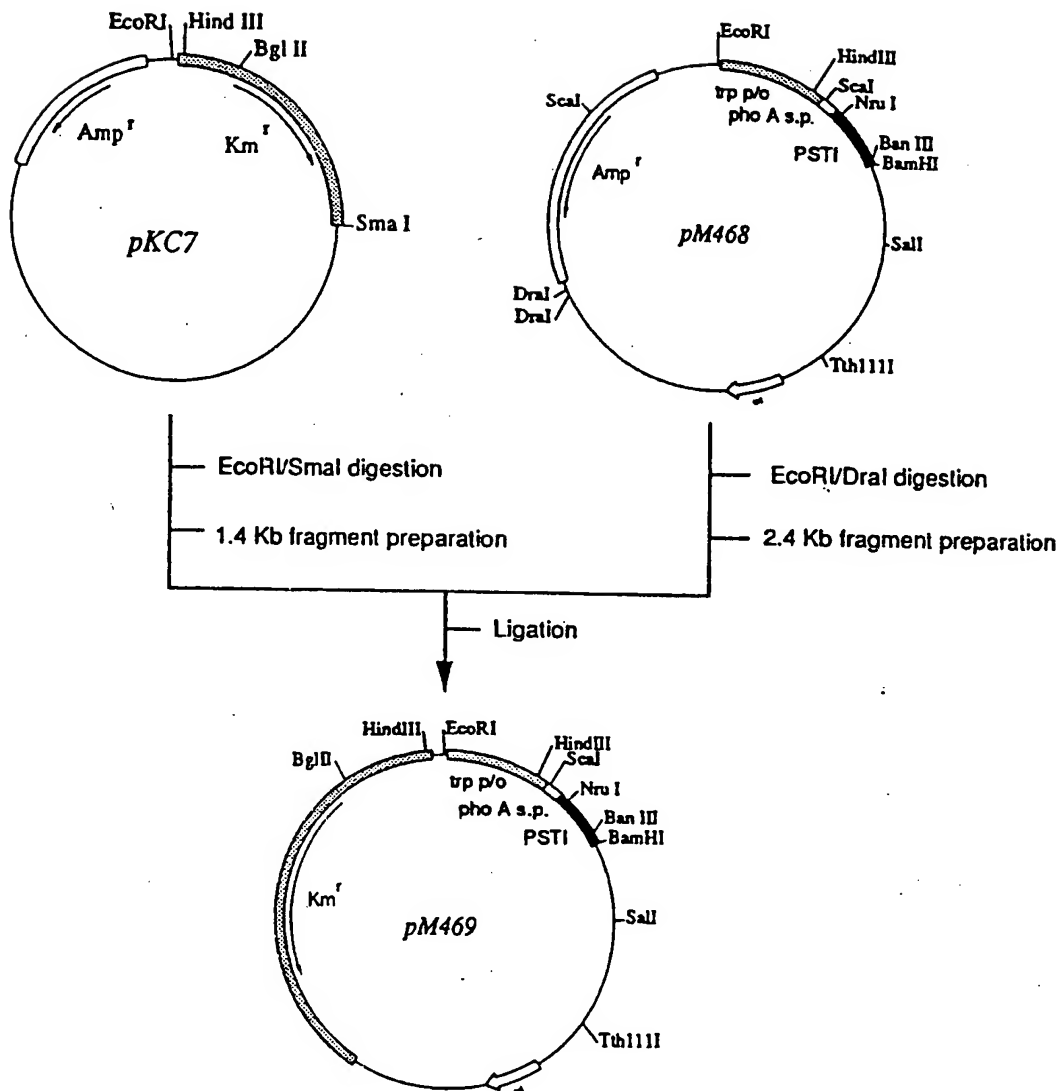 EcoRI
Hind III
Bgl II
Amp r
Km r
Sma I
pKC7
EcoRI
HindIII
ScaI
Nru I
ScaI
trp p/o
pho A s.p.
PSTI
Ban III
BamHI
Amp r
pM468
SalI
DraI
DraI
Tth111I
EcoRI/SmaI digestion
1.4 Kb fragment preparation
EcoRI/DraI digestion
2.4 Kb fragment preparation
Ligation
HindIII
EcoRI
HindIII
ScaI
Nru I
BglII
trp p/o
pho A s.p.
PSTI
Ban III
BamHI
Km r
pM469
SalI
Tth111I